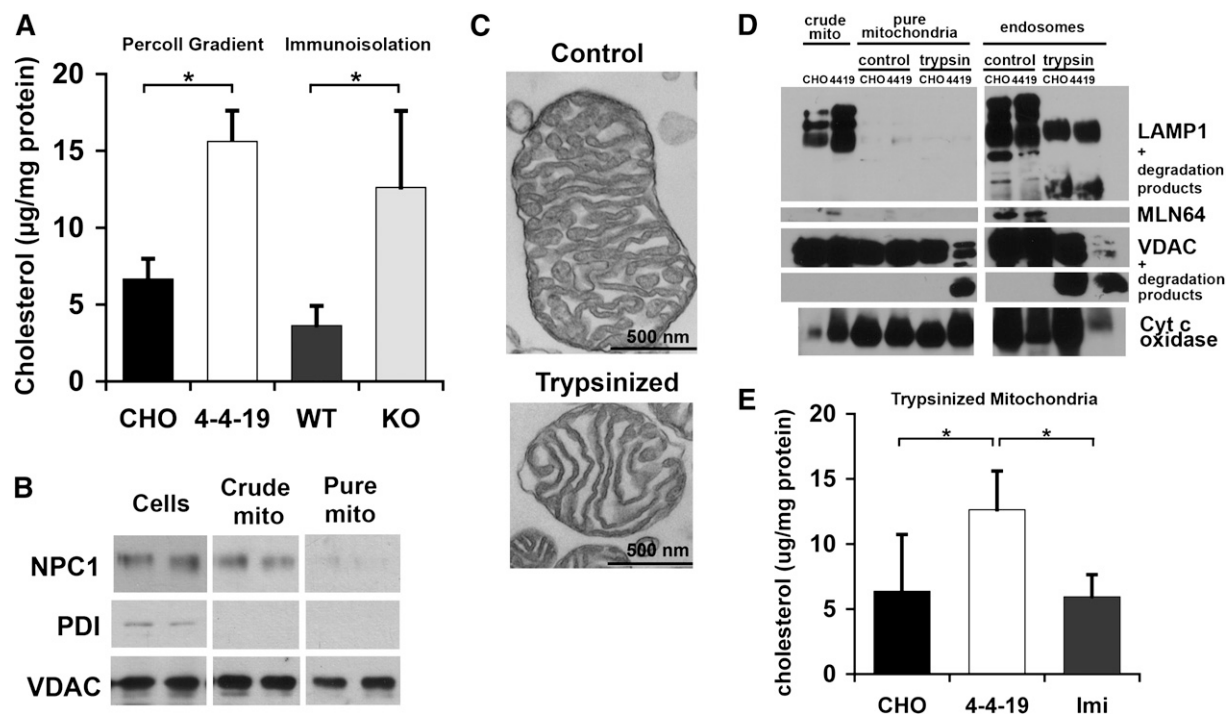 A
Percoll Gradient Immunoisolation
* *
Cholesterol (µg/mg protein)
20
15
10
5
0
CHO 4-4-19 WT KO
B
Cells Crude mito Pure mito
NPC1
PDI
VDAC
C
Control
500 nm
Trypsinized
500 nm
D
crude mito pure mitochondria endosomes
control trypsin control trypsin
CHO 4419 CHO 4419 CHO 4419 CHO 4419 CHO 4419
LAMP1
+
degradation
products
MLN64
VDAC
+
degradation
products
Cyt c
oxidase
E
Trypsinized Mitochondria
* *
cholesterol (ug/mg protein)
20
15
10
5
0
CHO 4-4-19 Imi